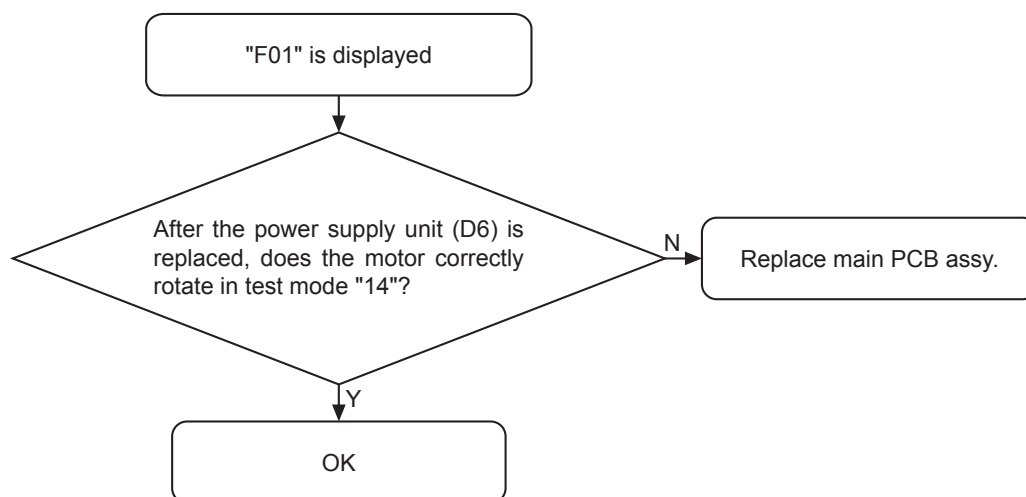 "F01" is displayed
After the power supply unit (D6) is
replaced, does the motor correctly
rotate in test mode "14"?
N
Replace main PCB assy.
Y
OK